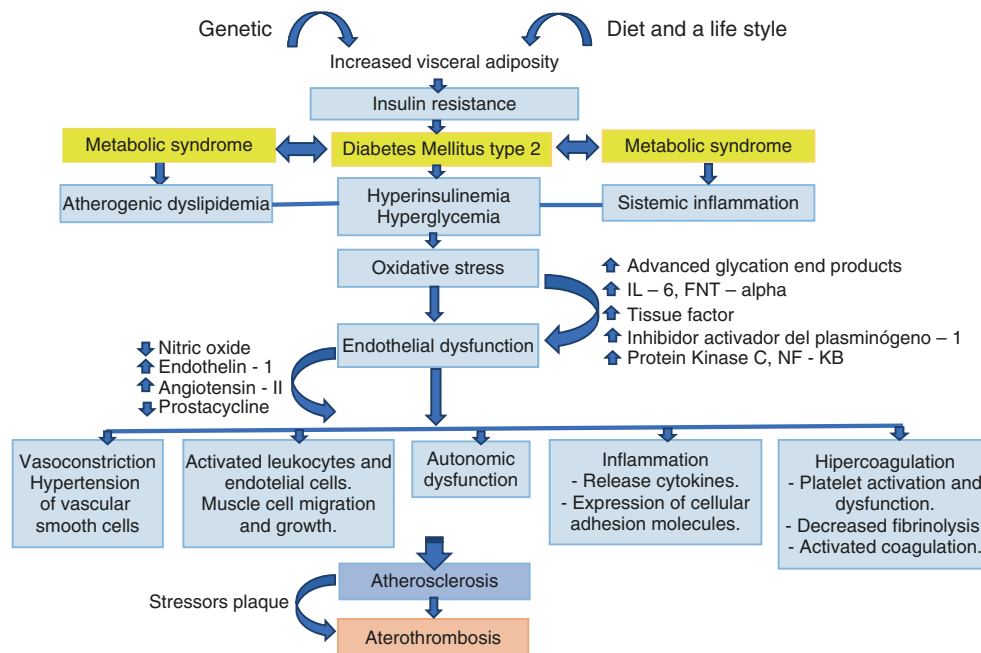 Genetic
Diet and a life style
Increased visceral adiposity
Insulin resistance
Metabolic syndrome
Diabetes Mellitus type 2
Metabolic syndrome
Atherogenic dyslipidemia
Hyperinsulinemia
Hyperglycemia
Sistemic inflammation
Oxidative stress
Advanced glycation end products
IL – 6, FNT – alpha
Tissue factor
Inhibidor activador del plasminógeno – 1
Protein Kinase C, NF - KB
Endothelial dysfunction
Nitric oxide
Endothelin - 1
Angiotensin - II
Prostacycline
Vasoconstriction
Hypertension
of vascular
smooth cells
Activated leukocytes and
endotelial cells.
Muscle cell migration
and growth.
Autonomic
dysfunction
Inflammation
- Release cytokines.
- Expression of cellular
adhesion molecules.
Hipercoagulation
- Platelet activation and
dysfunction.
- Decreased fibrinolysis
- Activated coagulation.
Atherosclerosis
Stressors plaque
Aterothrombosis